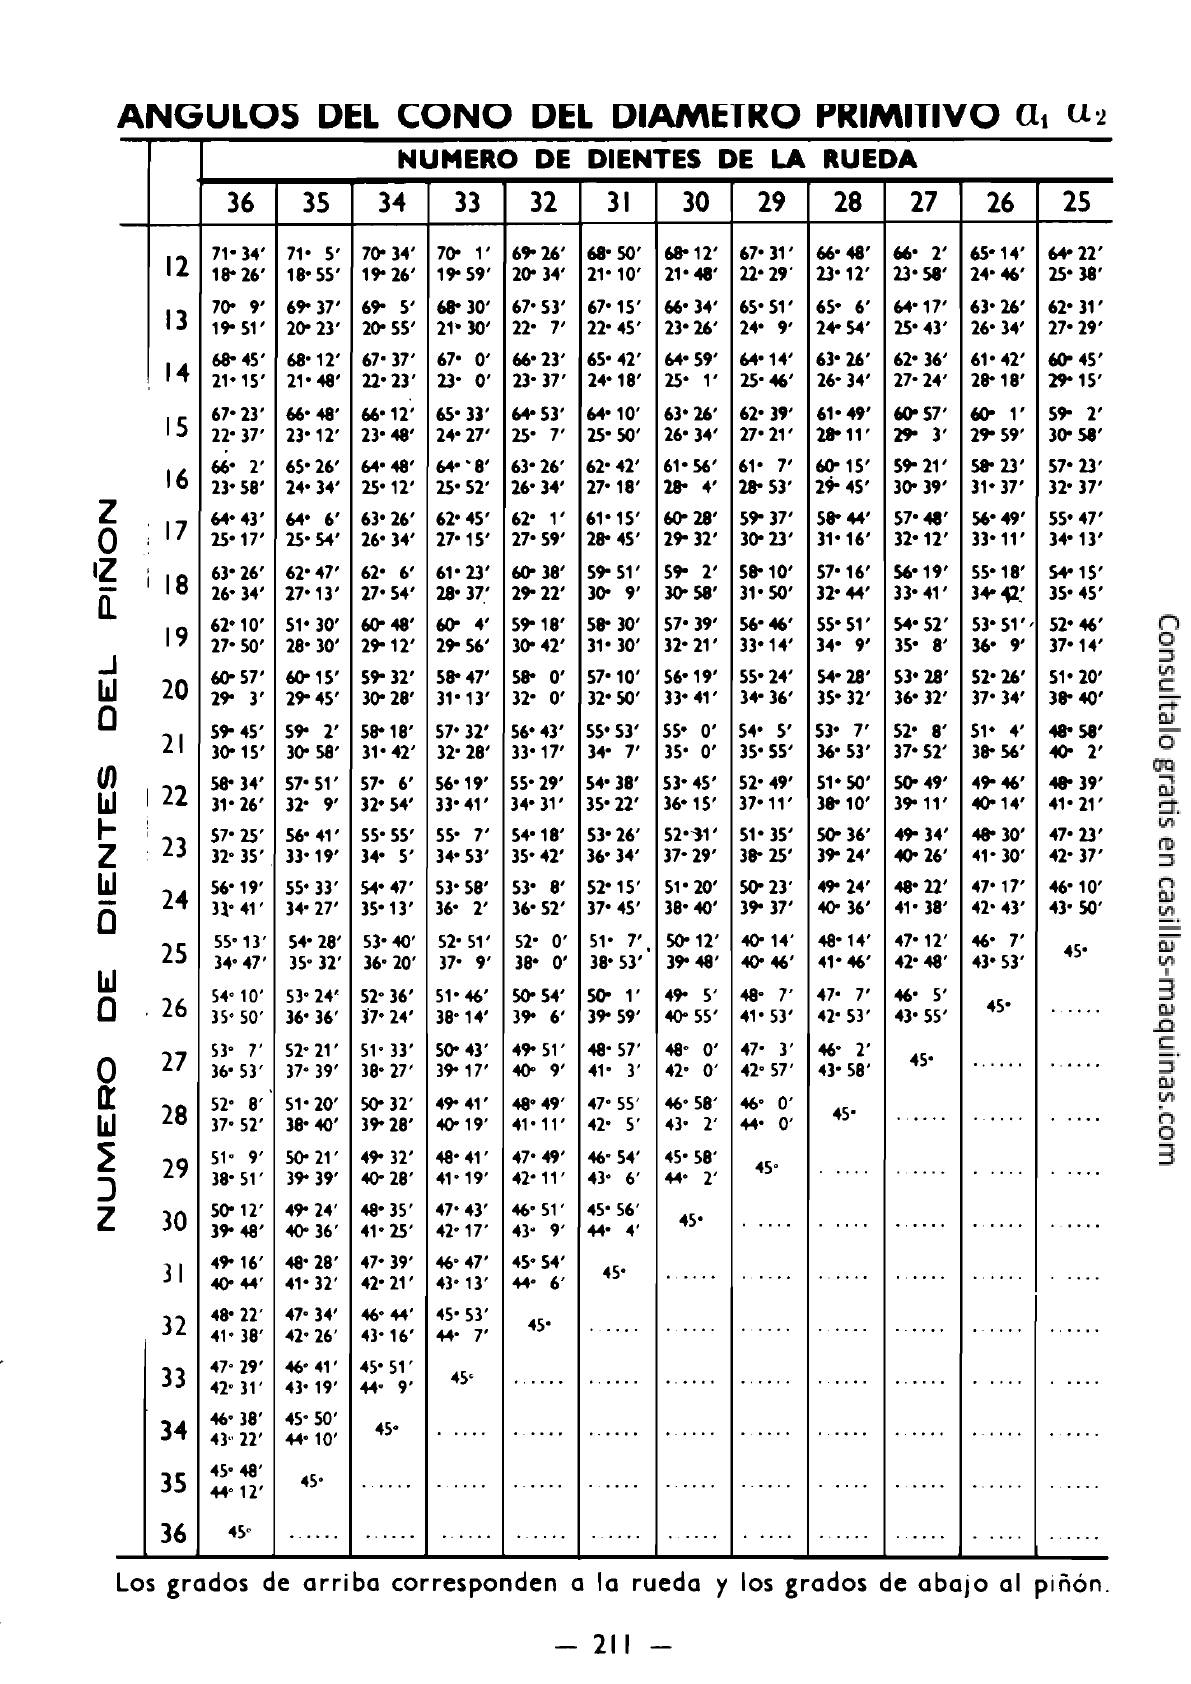 ANGULOS DEL CONO DEL DIAMETRO PRIMITIVO α₁ α₂
NUMERO DE DIENTES DE LA RUEDA
36 35 34 33 32 31 30 29 28 27 26 25
NUMERO DE DIENTES DEL PIÑON
12 71° 34′ 71° 5′ 70° 34′ 70° 1′ 69° 26′ 68° 50′ 68° 12′ 67° 31′ 66° 48′ 66° 2′ 65° 14′ 64° 22′
18° 26′ 18° 55′ 19° 26′ 19° 59′ 20° 34′ 21° 10′ 21° 48′ 22° 29′ 23° 12′ 23° 58′ 24° 46′ 25° 38′
13 70° 9′ 69° 37′ 69° 5′ 68° 30′ 67° 53′ 67° 15′ 66° 34′ 65° 51′ 65° 6′ 64° 17′ 63° 26′ 62° 31′
19° 51′ 20° 23′ 20° 55′ 21° 30′ 22° 7′ 22° 45′ 23° 26′ 24° 9′ 24° 54′ 25° 43′ 26° 34′ 27° 29′
14 68° 45′ 68° 12′ 67° 37′ 67° 0′ 66° 23′ 65° 42′ 64° 59′ 64° 14′ 63° 26′ 62° 36′ 61° 42′ 60° 45′
21° 15′ 21° 48′ 22° 23′ 23° 0′ 23° 37′ 24° 18′ 25° 1′ 25° 46′ 26° 34′ 27° 24′ 28° 18′ 29° 15′
15 67° 23′ 66° 48′ 66° 12′ 65° 33′ 64° 53′ 64° 10′ 63° 26′ 62° 39′ 61° 49′ 60° 57′ 60° 1′ 59° 2′
22° 37′ 23° 12′ 23° 48′ 24° 27′ 25° 7′ 25° 50′ 26° 34′ 27° 21′ 28° 11′ 29° 3′ 29° 59′ 30° 58′
16 66° 2′ 65° 26′ 64° 48′ 64° 8′ 63° 26′ 62° 42′ 61° 56′ 61° 7′ 60° 15′ 59° 21′ 58° 23′ 57° 23′
23° 58′ 24° 34′ 25° 12′ 25° 52′ 26° 34′ 27° 18′ 28° 4′ 28° 53′ 29° 45′ 30° 39′ 31° 37′ 32° 37′
17 64° 43′ 64° 6′ 63° 26′ 62° 45′ 62° 1′ 61° 15′ 60° 28′ 59° 37′ 58° 44′ 57° 48′ 56° 49′ 55° 47′
25° 17′ 25° 54′ 26° 34′ 27° 15′ 27° 59′ 28° 45′ 29° 32′ 30° 23′ 31° 16′ 32° 12′ 33° 11′ 34° 13′
18 63° 26′ 62° 47′ 62° 6′ 61° 23′ 60° 38′ 59° 51′ 59° 2′ 58° 10′ 57° 16′ 56° 19′ 55° 18′ 54° 15′
26° 34′ 27° 13′ 27° 54′ 28° 37′ 29° 22′ 30° 9′ 30° 58′ 31° 50′ 32° 44′ 33° 41′ 34° 42′ 35° 45′
19 62° 10′ 51° 30′ 60° 48′ 60° 4′ 59° 18′ 58° 30′ 57° 39′ 56° 46′ 55° 51′ 54° 52′ 53° 51′ 52° 46′
27° 50′ 28° 30′ 29° 12′ 29° 56′ 30° 42′ 31° 30′ 32° 21′ 33° 14′ 34° 9′ 35° 8′ 36° 9′ 37° 14′
20 60° 57′ 60° 15′ 59° 32′ 58° 47′ 58° 0′ 57° 10′ 56° 19′ 55° 24′ 54° 28′ 53° 28′ 52° 26′ 51° 20′
29° 3′ 29° 45′ 30° 28′ 31° 13′ 32° 0′ 32° 50′ 33° 41′ 34° 36′ 35° 32′ 36° 32′ 37° 34′ 38° 40′
21 59° 45′ 59° 2′ 58° 18′ 57° 32′ 56° 43′ 55° 53′ 55° 0′ 54° 5′ 53° 7′ 52° 8′ 51° 4′ 48° 58′
30° 15′ 30° 58′ 31° 42′ 32° 28′ 33° 17′ 34° 7′ 35° 0′ 35° 55′ 36° 53′ 37° 52′ 38° 56′ 40° 2′
22 58° 34′ 57° 51′ 57° 6′ 56° 19′ 55° 29′ 54° 38′ 53° 45′ 52° 49′ 51° 50′ 50° 49′ 49° 46′ 48° 39′
31° 26′ 32° 9′ 32° 54′ 33° 41′ 34° 31′ 35° 22′ 36° 15′ 37° 11′ 38° 10′ 39° 11′ 40° 14′ 41° 21′
23 57° 25′ 56° 41′ 55° 55′ 55° 7′ 54° 18′ 53° 26′ 52° 31′ 51° 35′ 50° 36′ 49° 34′ 48° 30′ 47° 23′
32° 35′ 33° 19′ 34° 5′ 34° 53′ 35° 42′ 36° 34′ 37° 29′ 38° 25′ 39° 24′ 40° 26′ 41° 30′ 42° 37′
24 56° 19′ 55° 33′ 54° 47′ 53° 58′ 53° 8′ 52° 15′ 51° 20′ 50° 23′ 49° 24′ 48° 22′ 47° 17′ 46° 10′
33° 41′ 34° 27′ 35° 13′ 36° 2′ 36° 52′ 37° 45′ 38° 40′ 39° 37′ 40° 36′ 41° 38′ 42° 43′ 43° 50′
25 55° 13′ 54° 28′ 53° 40′ 52° 51′ 52° 0′ 51° 7′ 50° 12′ 40° 14′ 48° 14′ 47° 12′ 46° 7′ 45°
34° 47′ 35° 32′ 36° 20′ 37° 9′ 38° 0′ 38° 53′ 39° 48′ 40° 46′ 41° 46′ 42° 48′ 43° 53′
26 54° 10′ 53° 24′ 52° 36′ 51° 46′ 50° 54′ 50° 1′ 49° 5′ 48° 7′ 47° 7′ 46° 5′ 45° ......
35° 50′ 36° 36′ 37° 24′ 38° 14′ 39° 6′ 39° 59′ 40° 55′ 41° 53′ 42° 53′ 43° 55′
27 53° 7′ 52° 21′ 51° 33′ 50° 43′ 49° 51′ 48° 57′ 48° 0′ 47° 3′ 46° 2′ 45° ...... ......
36° 53′ 37° 39′ 38° 27′ 39° 17′ 40° 9′ 41° 3′ 42° 0′ 42° 57′ 43° 58′
28 52° 8′ 51° 20′ 50° 32′ 49° 41′ 48° 49′ 47° 55′ 46° 58′ 46° 0′ 45° ...... ...... ......
37° 52′ 38° 40′ 39° 28′ 40° 19′ 41° 11′ 42° 5′ 43° 2′ 44° 0′
29 51° 9′ 50° 21′ 49° 32′ 48° 41′ 47° 49′ 46° 54′ 45° 58′ 45° ...... ...... ...... ......
38° 51′ 39° 39′ 40° 28′ 41° 19′ 42° 11′ 43° 6′ 44° 2′
30 50° 12′ 49° 24′ 48° 35′ 47° 43′ 46° 51′ 45° 56′ 45° ...... ...... ...... ...... ......
39° 48′ 40° 36′ 41° 25′ 42° 17′ 43° 9′ 44° 4′
31 49° 16′ 48° 28′ 47° 39′ 46° 47′ 45° 54′ 45° ...... ...... ...... ...... ...... ......
40° 44′ 41° 32′ 42° 21′ 43° 13′ 44° 6′
32 48° 22′ 47° 34′ 46° 44′ 45° 53′ 45° ...... ...... ...... ...... ...... ...... ......
41° 38′ 42° 26′ 43° 16′ 44° 7′
33 47° 29′ 46° 41′ 45° 51′ 45° ...... ...... ...... ...... ...... ...... ...... ......
42° 31′ 43° 19′ 44° 9′
34 46° 38′ 45° 50′ 45° ...... ...... ...... ...... ...... ...... ...... ...... ......
43° 22′ 44° 10′
35 45° 48′ 45° ...... ...... ...... ...... ...... ...... ...... ...... ...... ......
44° 12′
36 45° ...... ...... ...... ...... ...... ...... ...... ...... ...... ...... ......
Los grados de arriba corresponden a la rueda y los grados de abajo al piñón.
— 211 —
Consultalo gratis en casillas-maquinas.com